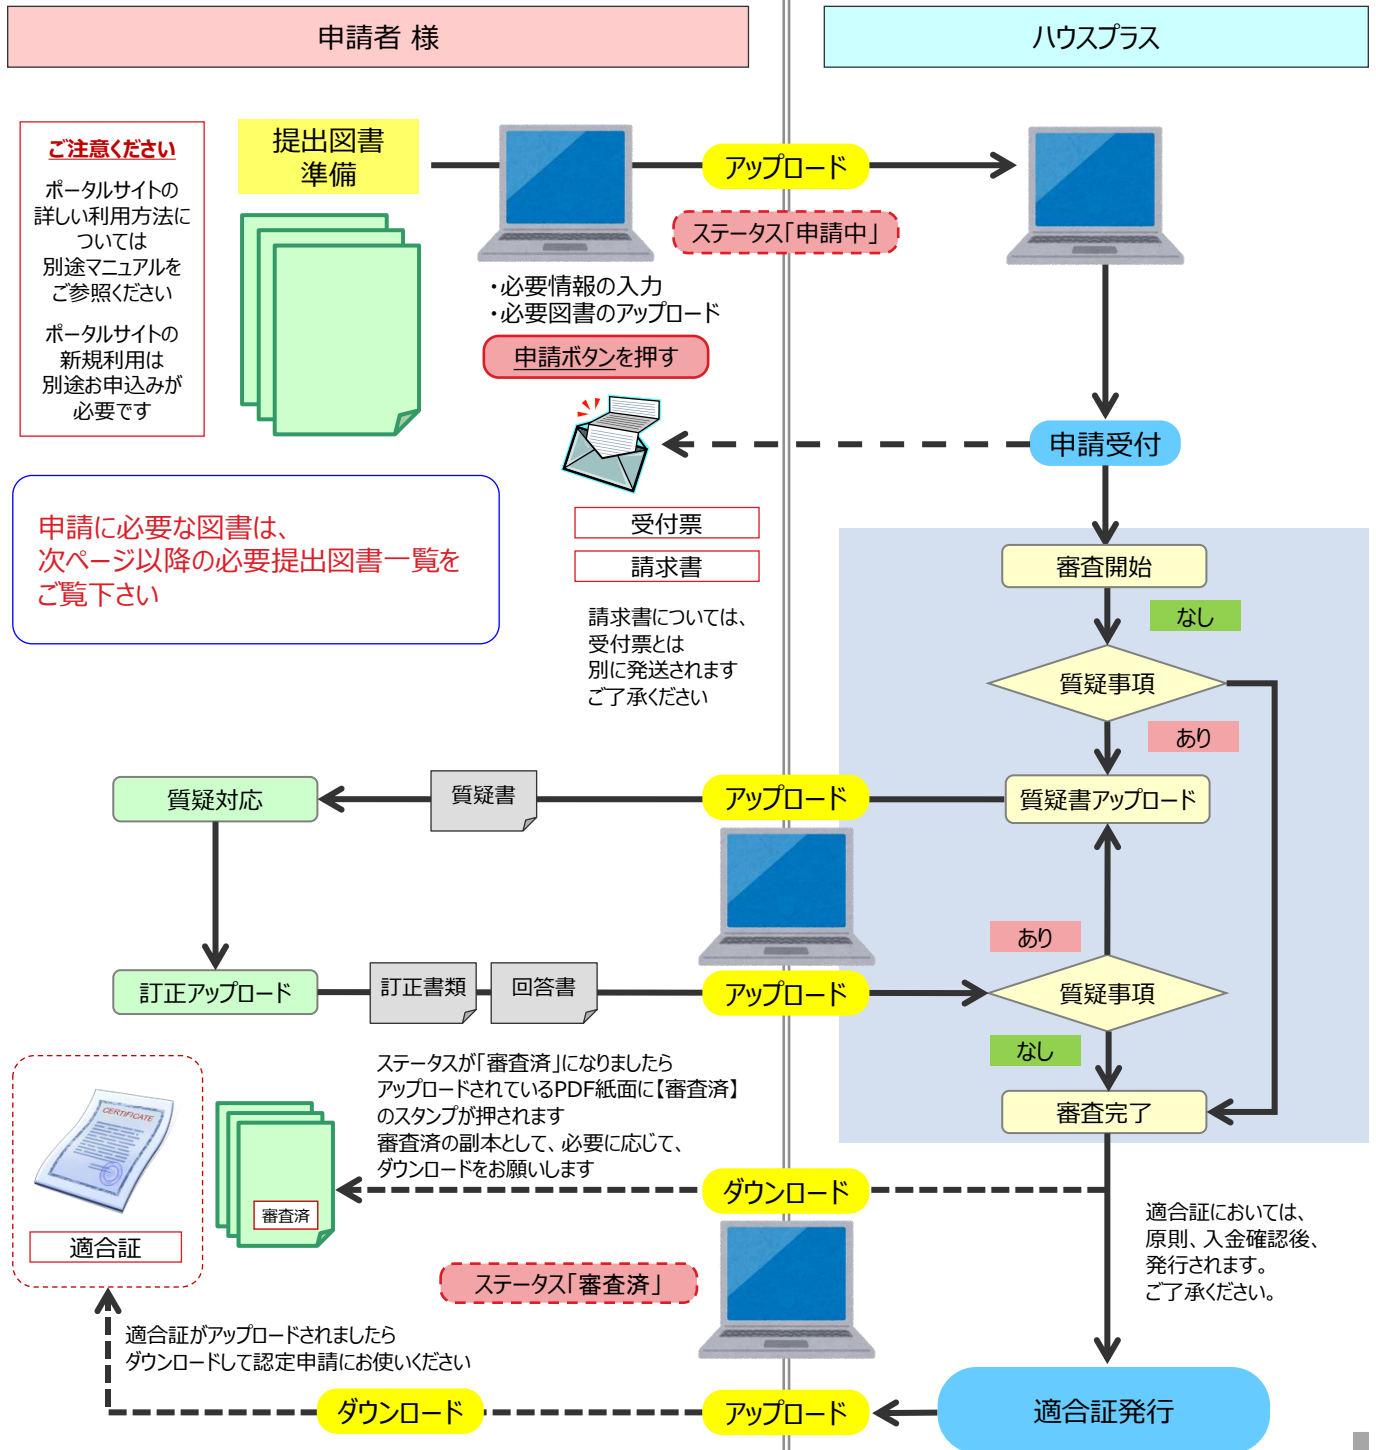 申請者 様
ハウスプラス
ご注意ください
ポータルサイトの
詳しい利用方法に
ついては
別途マニュアルを
ご参照ください
ポータルサイトの
新規利用は
別途お申込みが
必要です
提出図書
準備
アップロード
ステータス「申請中」
・必要情報の入力
・必要図書のアップロード
申請ボタンを押す
申請受付
受付票
請求書
請求書については、
受付票とは
別に発送されます
ご了承ください
申請に必要な図書は、
次ページ以降の必要提出図書一覧を
ご覧下さい
審査開始
なし
質疑事項
あり
質疑対応
質疑書
アップロード
質疑書アップロード
あり
訂正アップロード
訂正書類
回答書
アップロード
質疑事項
なし
審査完了
ステータスが「審査済」になりましたら
アップロードされているPDF紙面に【審査済】
のスタンプが押されます
審査済の副本として、必要に応じて、
ダウンロードをお願いします
CERTIFICATE
適合証
審査済
ダウンロード
ステータス「審査済」
適合証においては、
原則、入金確認後、
発行されます。
ご了承ください。
適合証がアップロードされましたら
ダウンロードして認定申請にお使いください
ダウンロード
アップロード
適合証発行